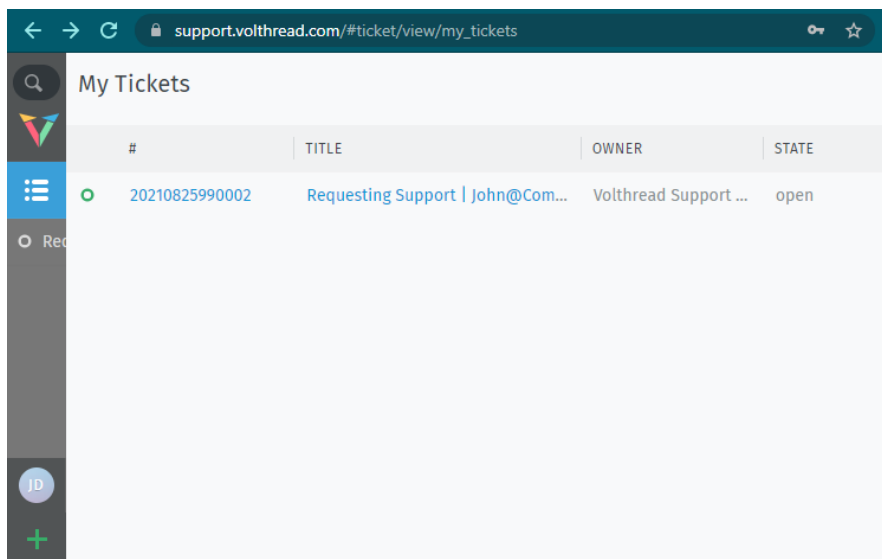 support.volthread.com/#ticket/view/my_tickets
My Tickets
# TITLE OWNER STATE
20210825990002 Requesting Support | John@Com... Volthread Support ... open
Rec
JD